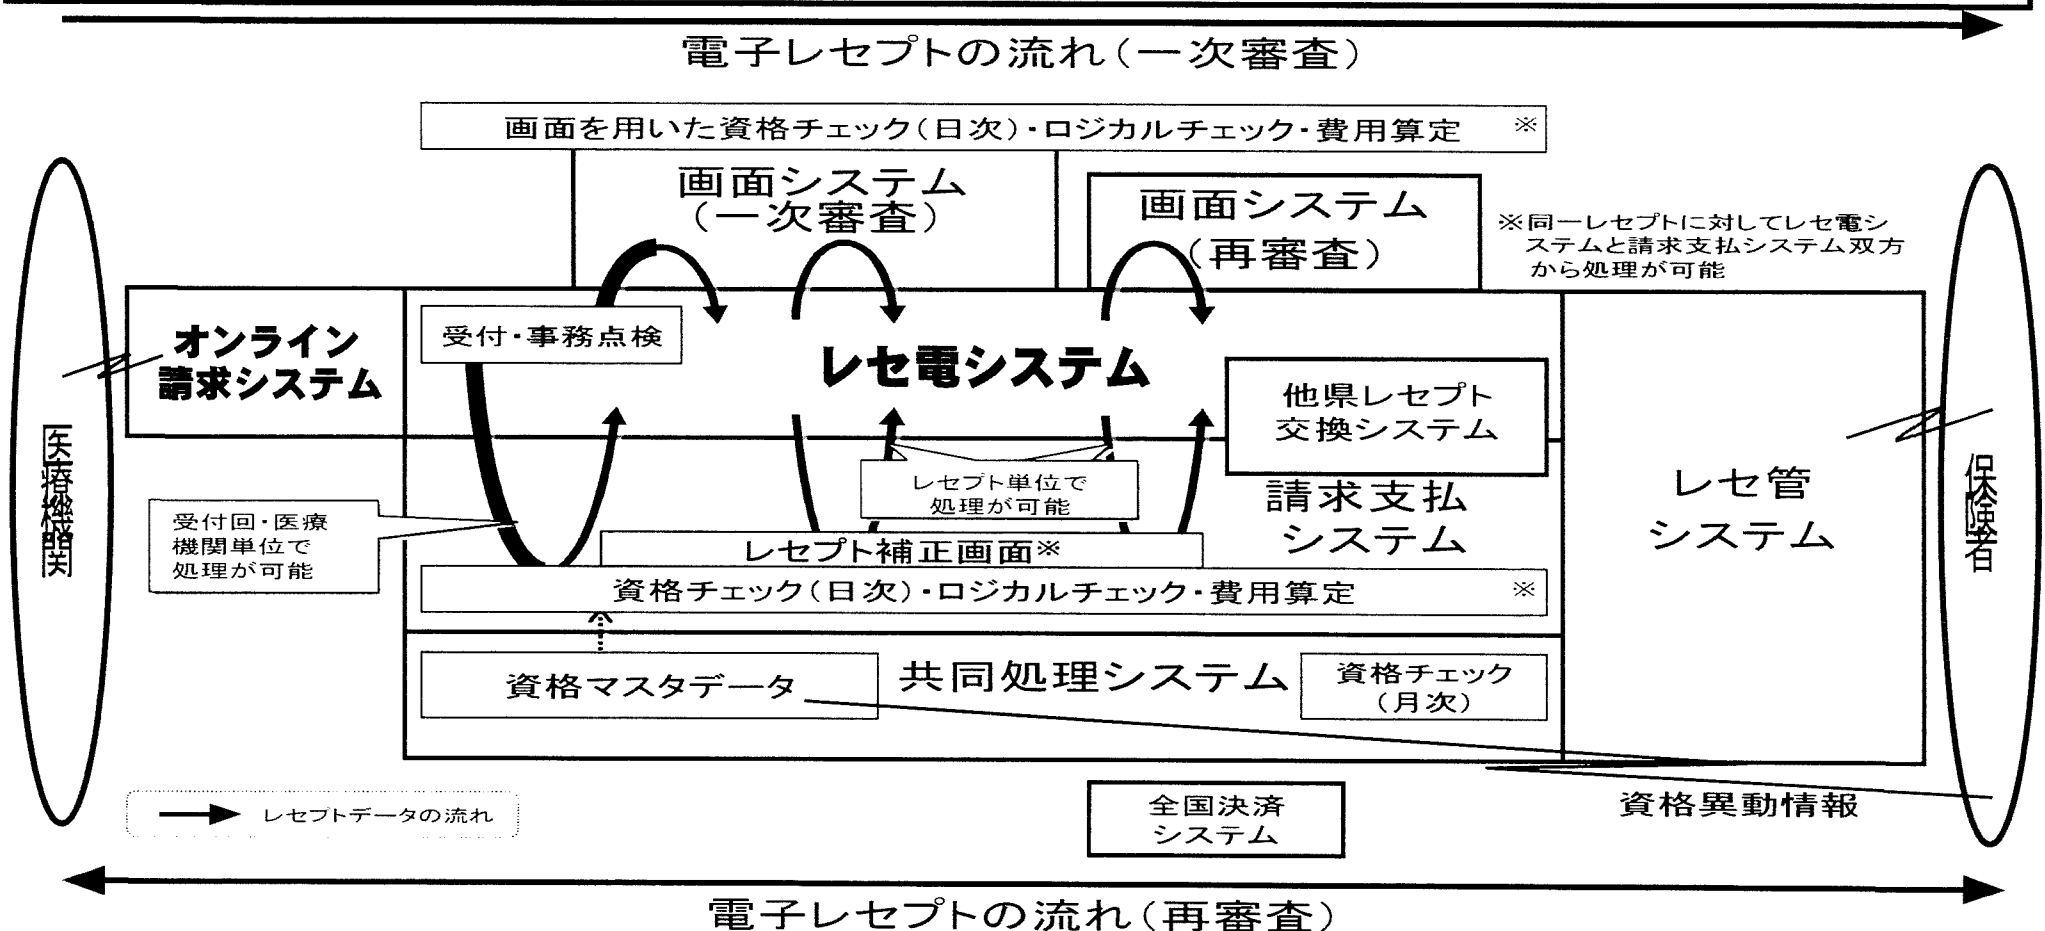 電子レセプトの流れ（一次審査）
画面を用いた資格チェック（日次）・ロジカルチェック・費用算定 ※
画面システム
（一次審査）
画面システム
（再審査）
※同一レセプトに対してレセ電シ
ステムと請求支払システム双方
から処理が可能
医療機関
オンライン
請求システム
受付・事務点検
レセ電システム
他県レセプト
交換システム
レセプト単位で
処理が可能
請求支払
システム
受付回・医療
機関単位で
処理が可能
レセプト補正画面※
資格チェック（日次）・ロジカルチェック・費用算定 ※
レセ管
システム
保険者
資格マスタデータ
共同処理システム
資格チェック
（月次）
レセプトデータの流れ
全国決済
システム
資格異動情報
電子レセプトの流れ（再審査）